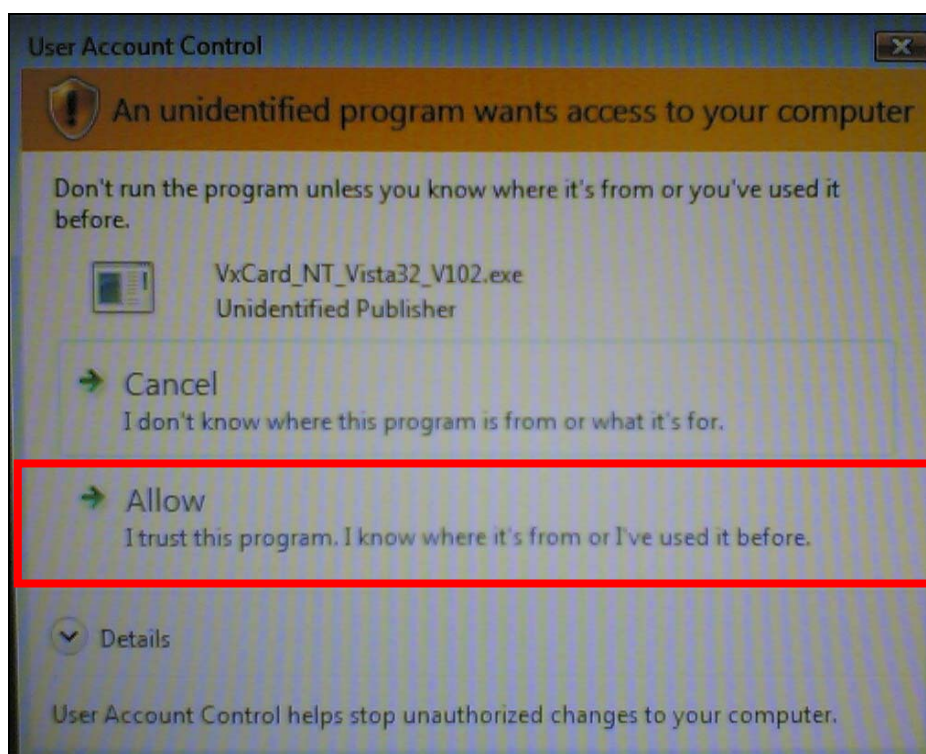 User Account Control
An unidentified program wants access to your computer
Don't run the program unless you know where it's from or you've used it
before.
VxCard_NT_Vista32_V102.exe
Unidentified Publisher
Cancel
I don't know where this program is from or what it's for.
Allow
I trust this program. I know where it's from or I've used it before.
Details
User Account Control helps stop unauthorized changes to your computer.